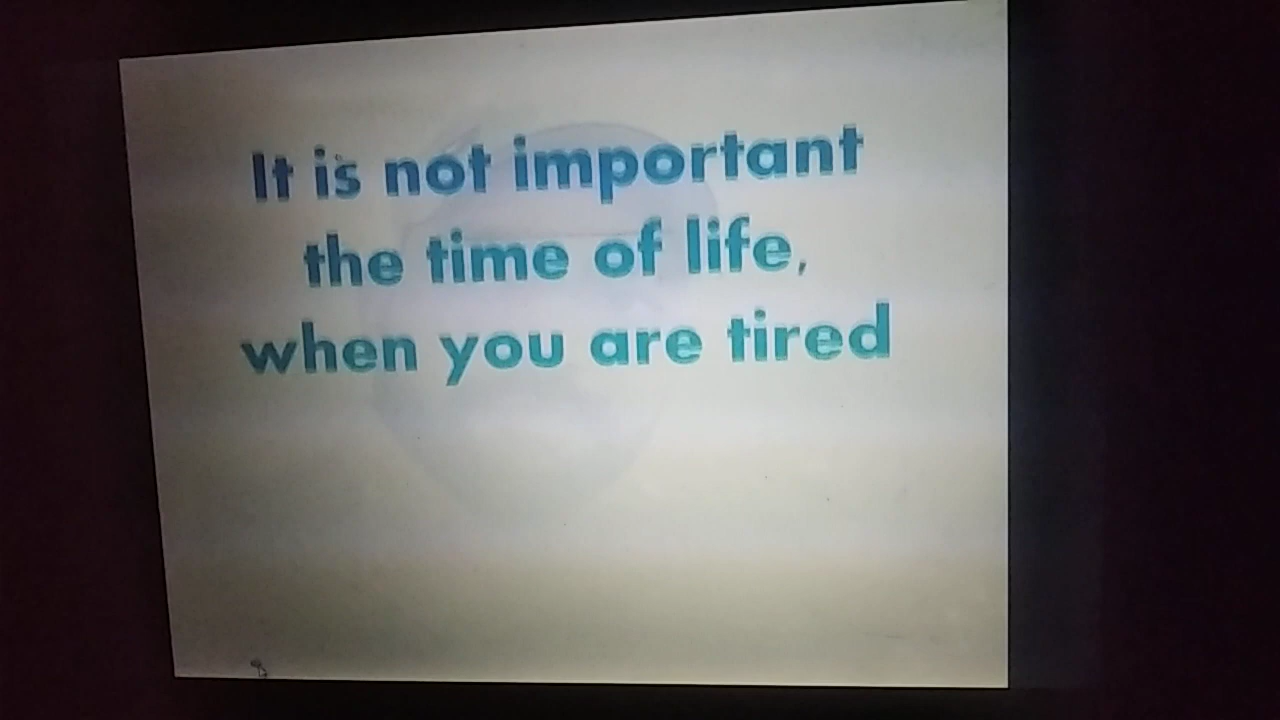 It is not important
the time of life,
when you are tired